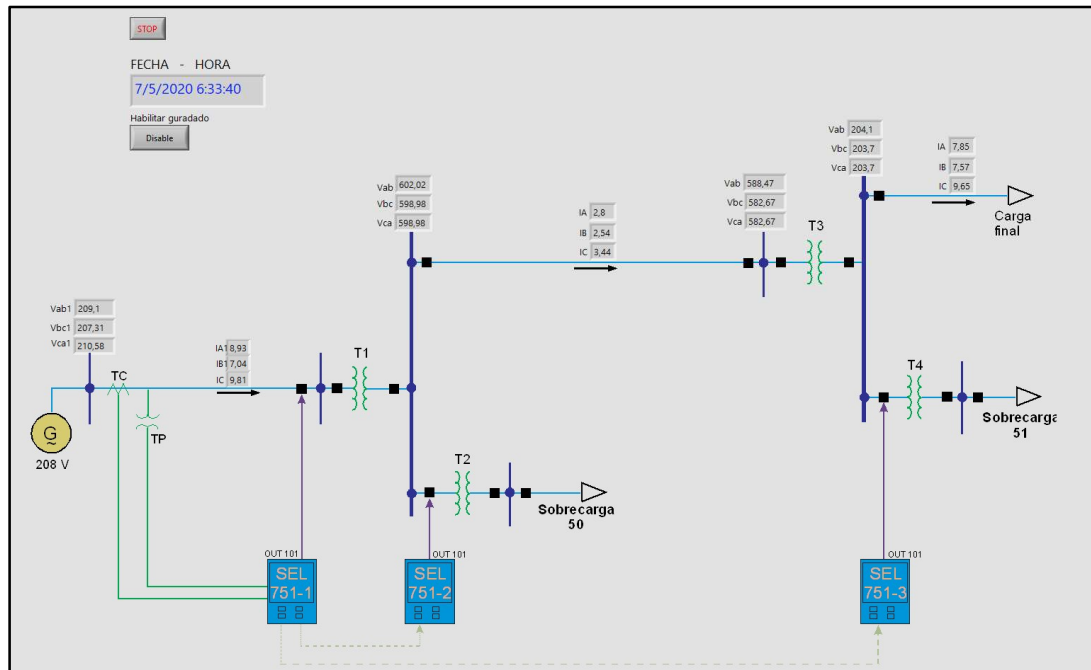 STOP
FECHA - HORA
7/5/2020 6:33:40
Habilitar guradado
Disable
Vab 602,02
Vbc 598,98
Vca 598,98
IA 2,8
IB 2,54
IC 3,44
Vab 588,47
Vbc 582,67
Vca 582,67
T3
Vab 204,1
Vbc 203,7
Vca 203,7
IA 7,85
IB 7,57
IC 9,65
Carga
final
Vab1 209,1
Vbc1 207,31
Vca1 210,58
TC
TP
G
208 V
IA1 8,93
IB1 7,04
IC 9,81
T1
T2
Sobrecarga
50
T4
Sobrecarga
51
OUT 101
SEL
751-1
OUT 101
SEL
751-2
OUT 101
SEL
751-3